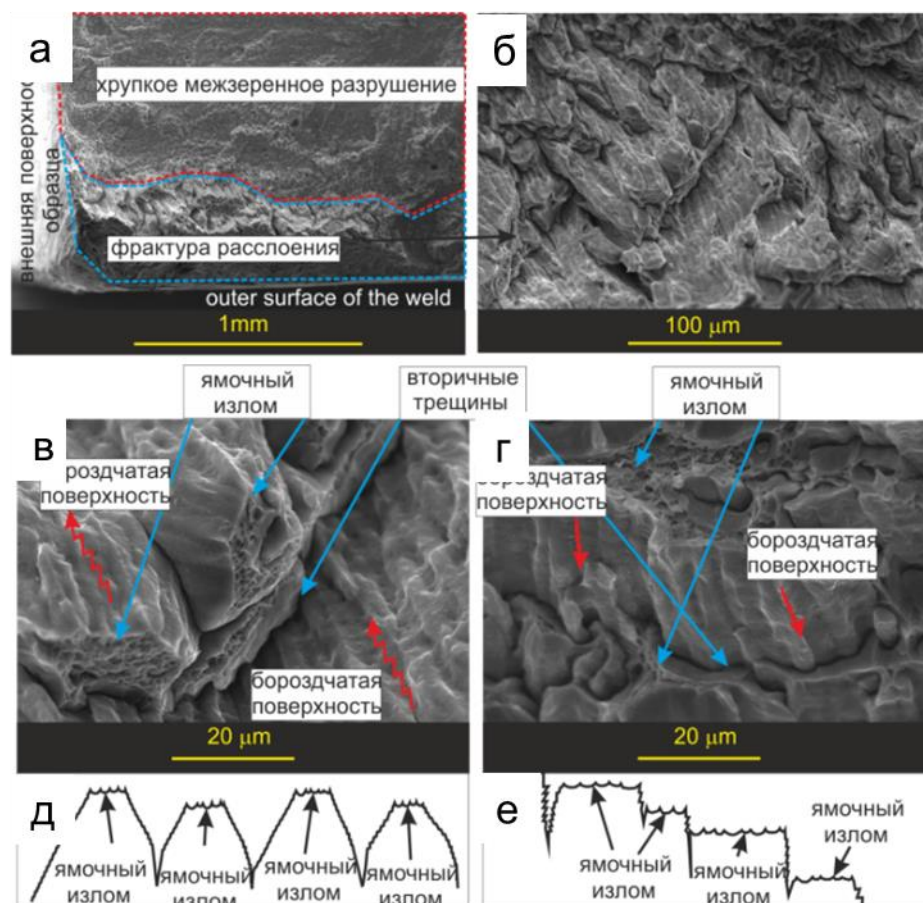 а
хрупкое межзеренное разрушение
внешняя поверхнос
образца
фрактура расслоения
outer surface of the weld
1mm
б
100 μm
ямочный
излом
вторичные
трещины
ямочный
излом
в
роздчатая
поверхность
бороздчатая
поверхность
20 μm
г
бороздчатая
поверхность
бороздчатая
поверхность
20 μm
д
ямочный
излом
ямочный
излом
ямочный
излом
ямочный
излом
е
ямочный
излом
ямочный
излом
ямочный
излом